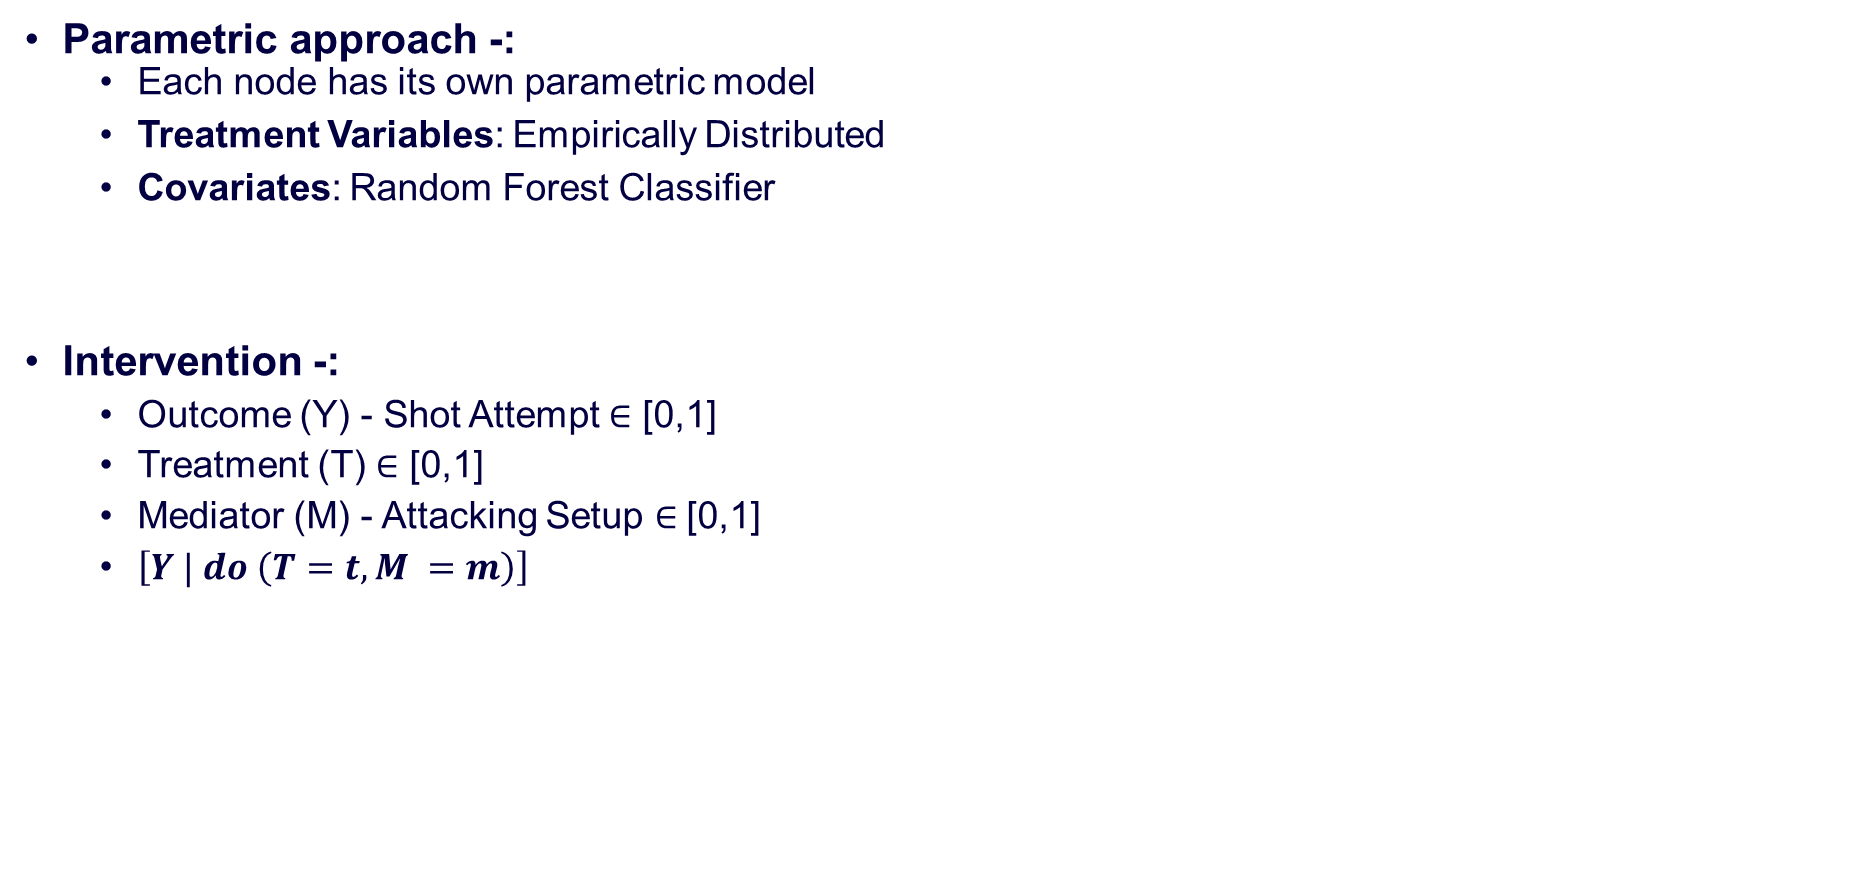 • Parametric approach -:
• Each node has its own parametric model
• Treatment Variables: Empirically Distributed
• Covariates: Random Forest Classifier
• Intervention -:
• Outcome (Y) - Shot Attempt ∈ [0,1]
• Treatment (T) ∈ [0,1]
• Mediator (M) - Attacking Setup ∈ [0,1]
• [Y | do (T = t, M = m)]